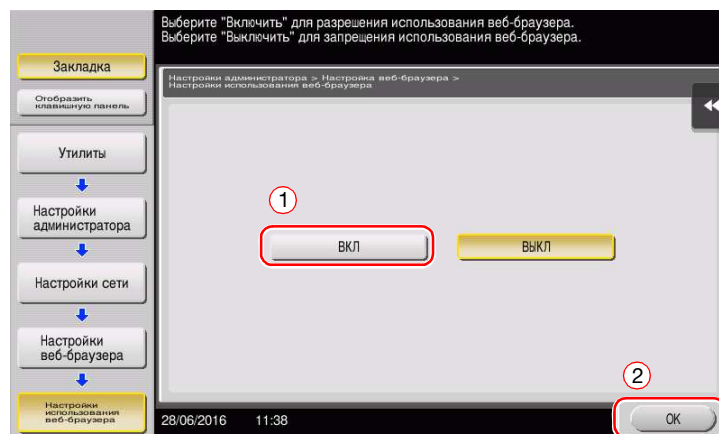 Выберите "Включить" для разрешения использования веб-браузера.
Выберите "Выключить" для запрещения использования веб-браузера.
Закладка
Отобразить
клавишную панель
Утилиты
Настройки
администратора
Настройки сети
Настройки
веб-браузера
Настройки
использования
веб-браузера
Настройки администратора > Настройка веб-браузера >
Настройки использования веб-браузера
1
ВКЛ
ВЫКЛ
2
28/06/2016 11:38
OK